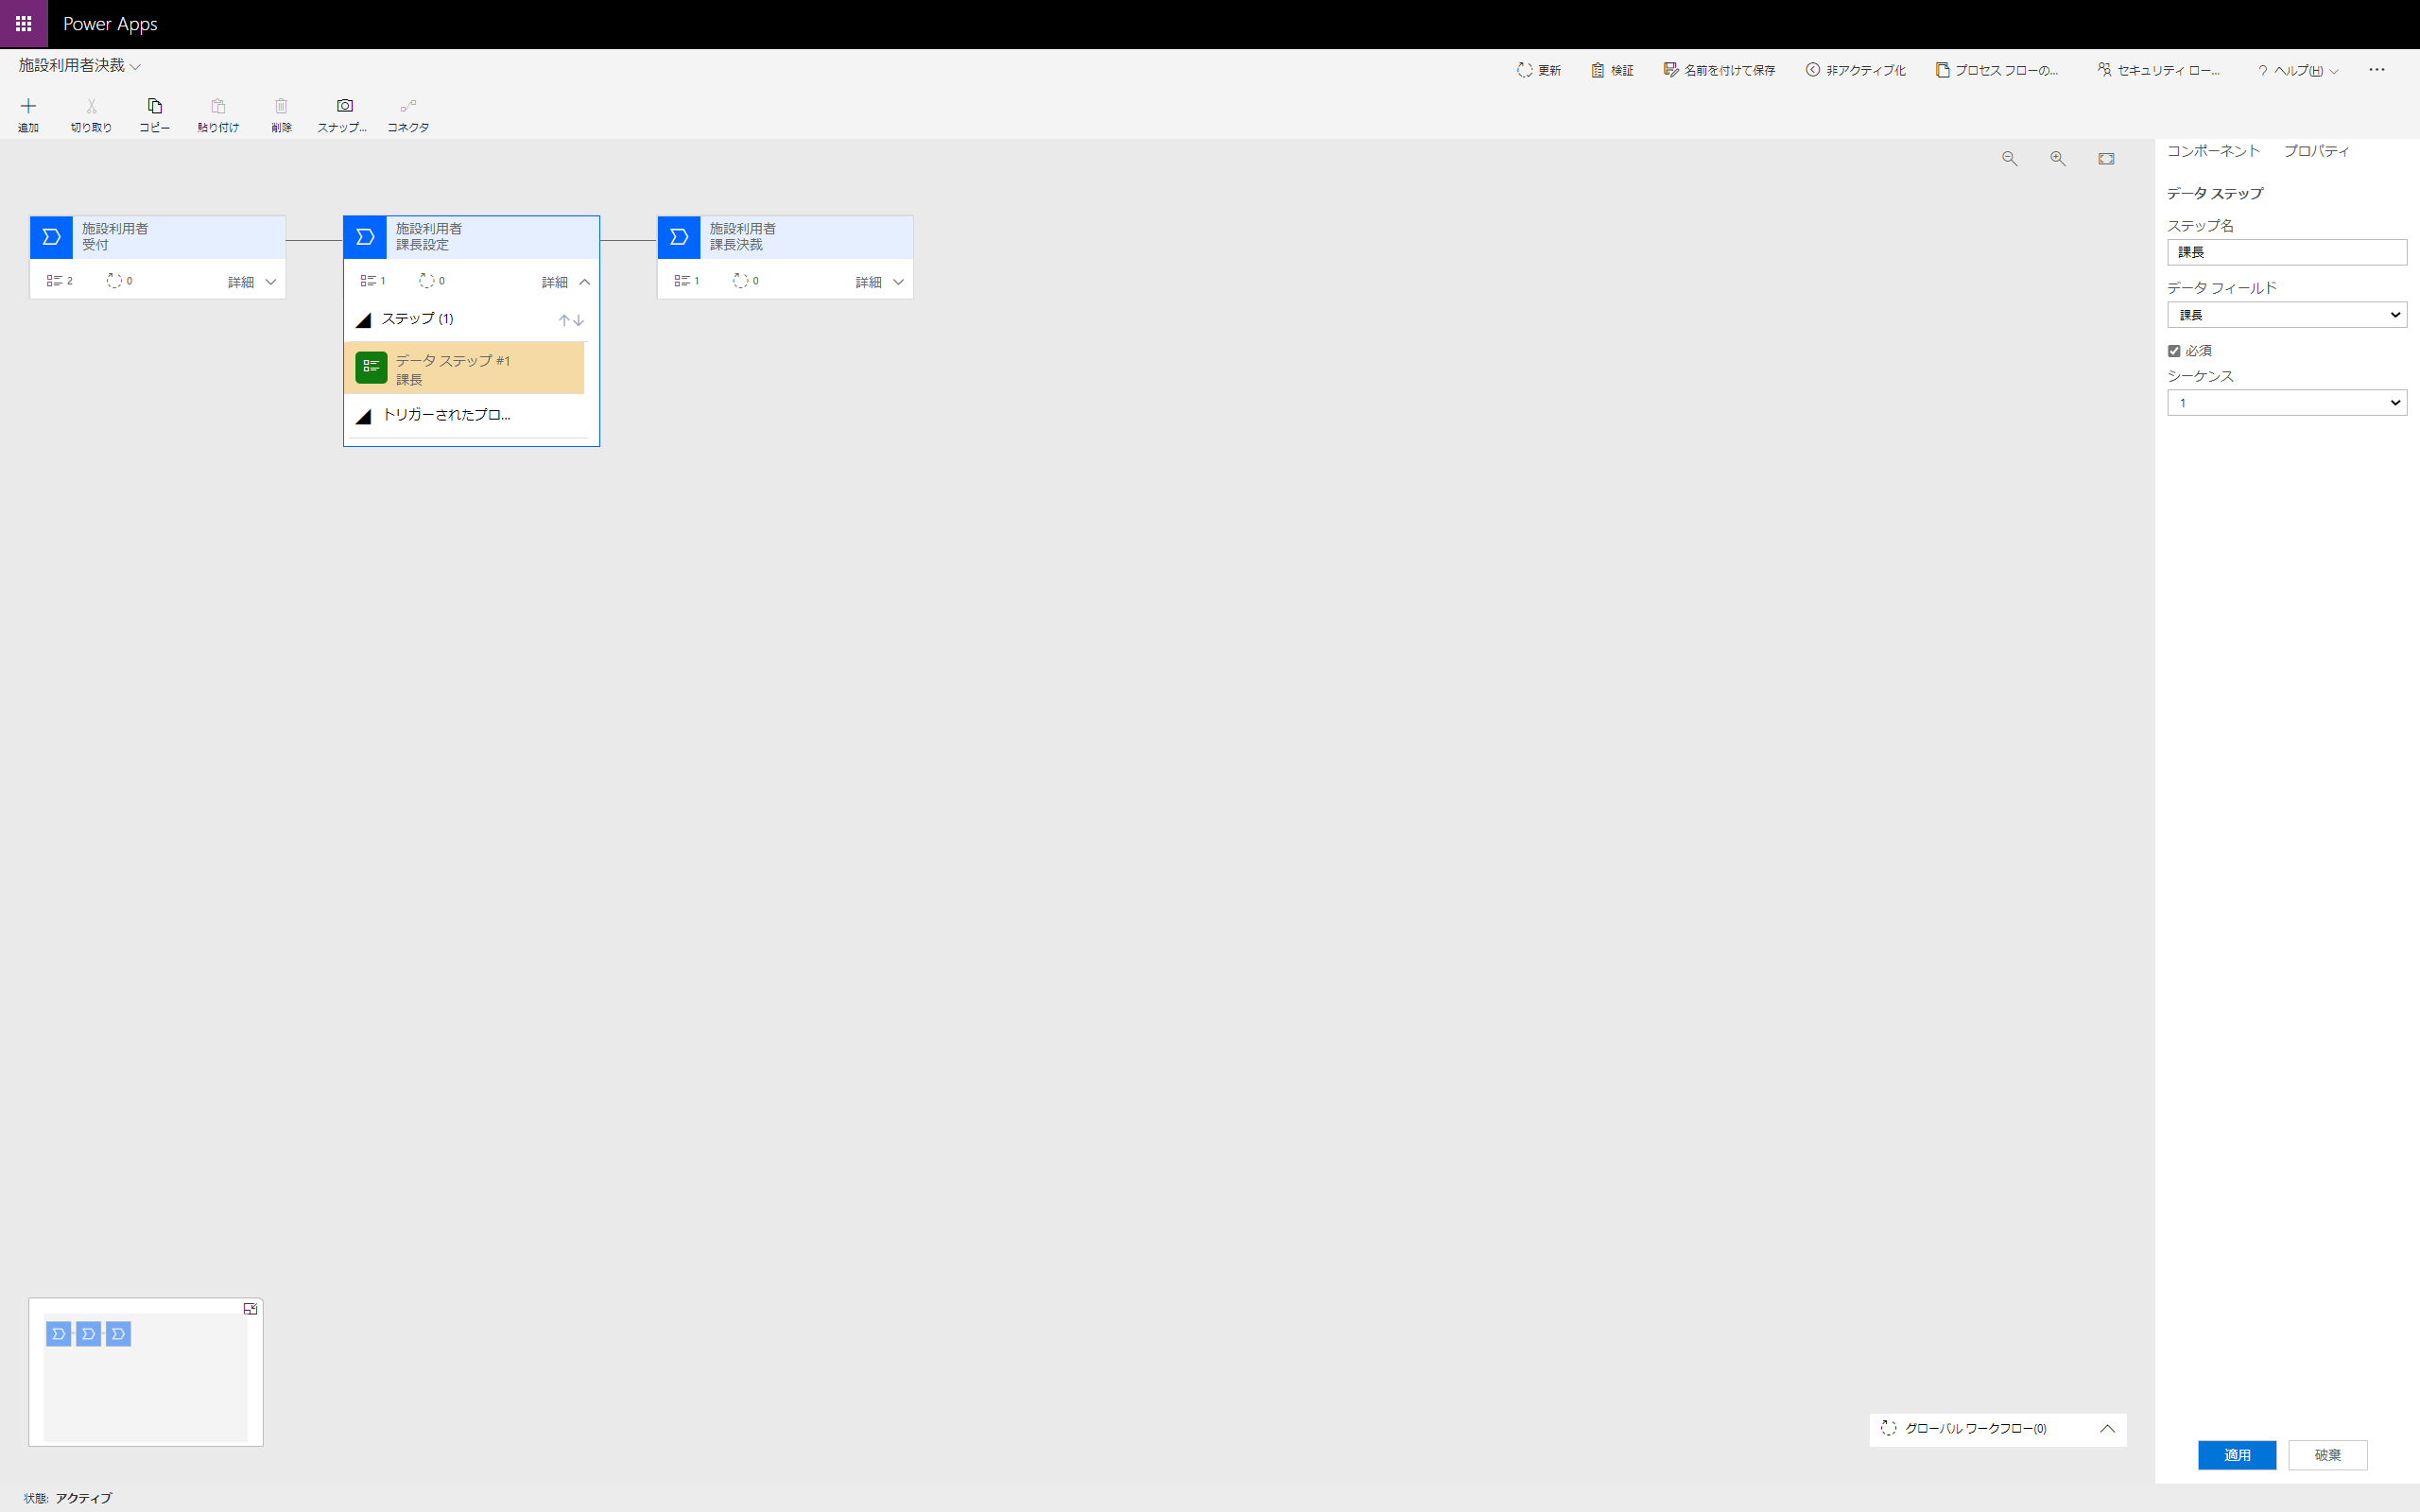 Power Apps
施設利用者決裁
更新
検証
名前を付けて保存
非アクティブ化
プロセス フローの...
セキュリティ ロー...
? ヘルプ(H)
追加
切り取り
コピー
貼り付け
削除
スナップ...
コネクタ
コンポーネント
プロパティ
施設利用者
受付
2
0
詳細
施設利用者
課長設定
1
0
詳細
ステップ (1)
データ ステップ #1
課長
トリガーされたプロ...
施設利用者
課長決裁
1
0
詳細
データ ステップ
ステップ名
課長
データ フィールド
課長
必須
シーケンス
1
グローバル ワークフロー(0)
適用
破棄
状態: アクティブ